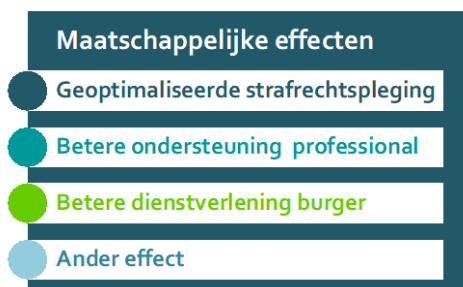 Maatschappelijke effecten
Geoptimaliseerde strafrechtspleging
Betere ondersteuning professional
Betere dienstverlening burger
Ander effect